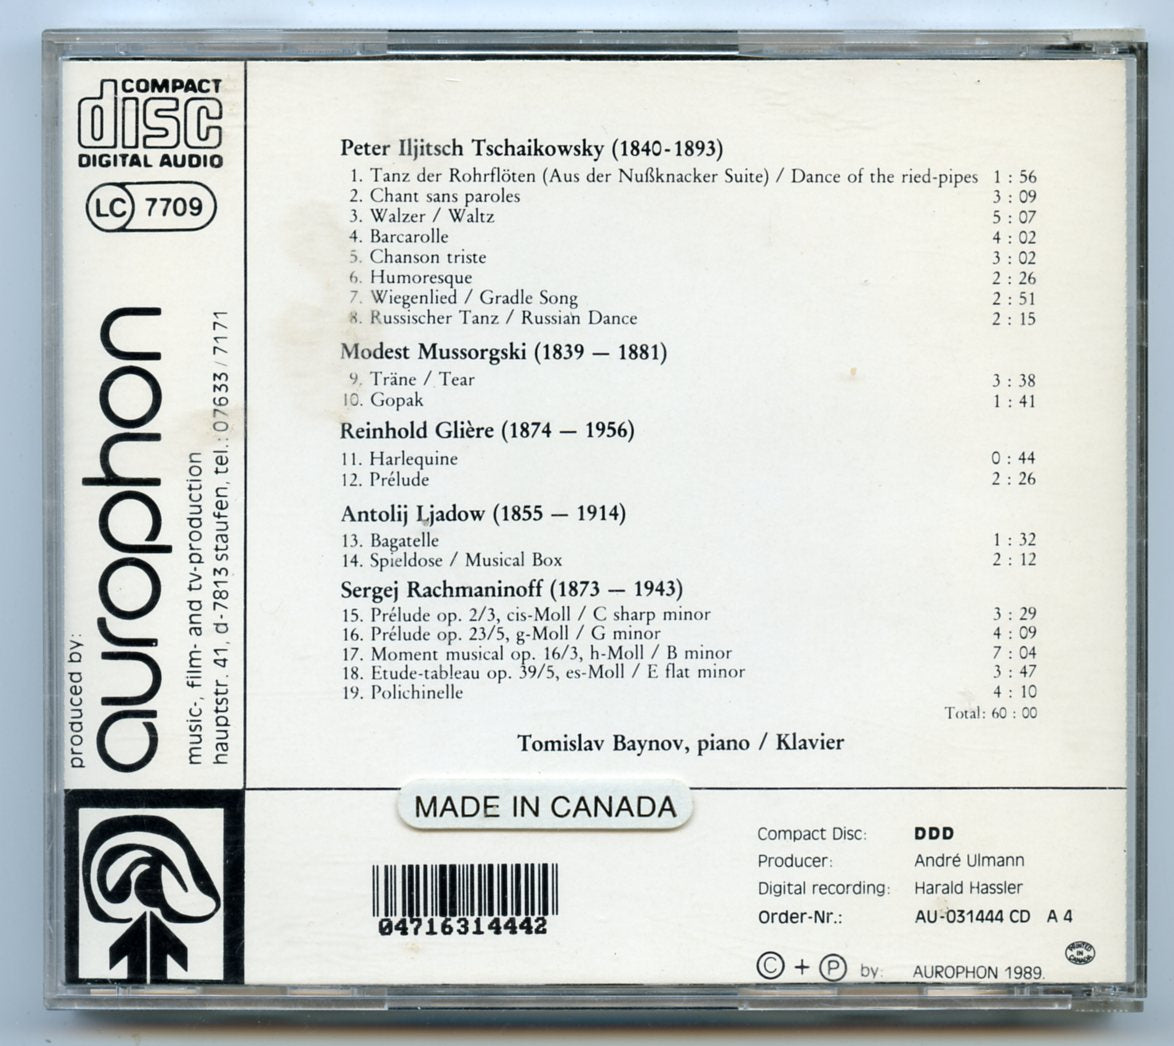 COMPACT
disc
DIGITAL AUDIO
LC 7709
produced by:
aurophon
music-, film- and tv-production
hauptstr. 41, d-7813 staufen, tel.: 07633 / 7171
Peter Iljitsch Tschaikowsky (1840-1893)
1. Tanz der Rohrflöten (Aus der Nußknacker Suite) / Dance of the ried-pipes 1 : 56
2. Chant sans paroles 3 : 09
3. Walzer / Waltz 5 : 07
4. Barcarolle 4 : 02
5. Chanson triste 3 : 02
6. Humoresque 2 : 26
7. Wiegenlied / Gradle Song 2 : 51
8. Russischer Tanz / Russian Dance 2 : 15
Modest Mussorgski (1839 — 1881)
9. Träne / Tear 3 : 38
10. Gopak 1 : 41
Reinhold Glière (1874 — 1956)
11. Harlequine 0 : 44
12. Prélude 2 : 26
Antolij Ljadow (1855 — 1914)
13. Bagatelle 1 : 32
14. Spieldose / Musical Box 2 : 12
Sergej Rachmaninoff (1873 — 1943)
15. Prélude op. 2/3, cis-Moll / C sharp minor 3 : 29
16. Prélude op. 23/5, g-Moll / G minor 4 : 09
17. Moment musical op. 16/3, h-Moll / B minor 7 : 04
18. Etude-tableau op. 39/5, es-Moll / E flat minor 3 : 47
19. Polichinelle 4 : 10
Total: 60 : 00
Tomislav Baynov, piano / Klavier
MADE IN CANADA
04716314442
Compact Disc: DDD
Producer: André Ulmann
Digital recording: Harald Hassler
Order-Nr.: AU-031444 CD A 4
PRINTED
IN
CANADA
Ⓒ + Ⓟ by: AUROPHON 1989.